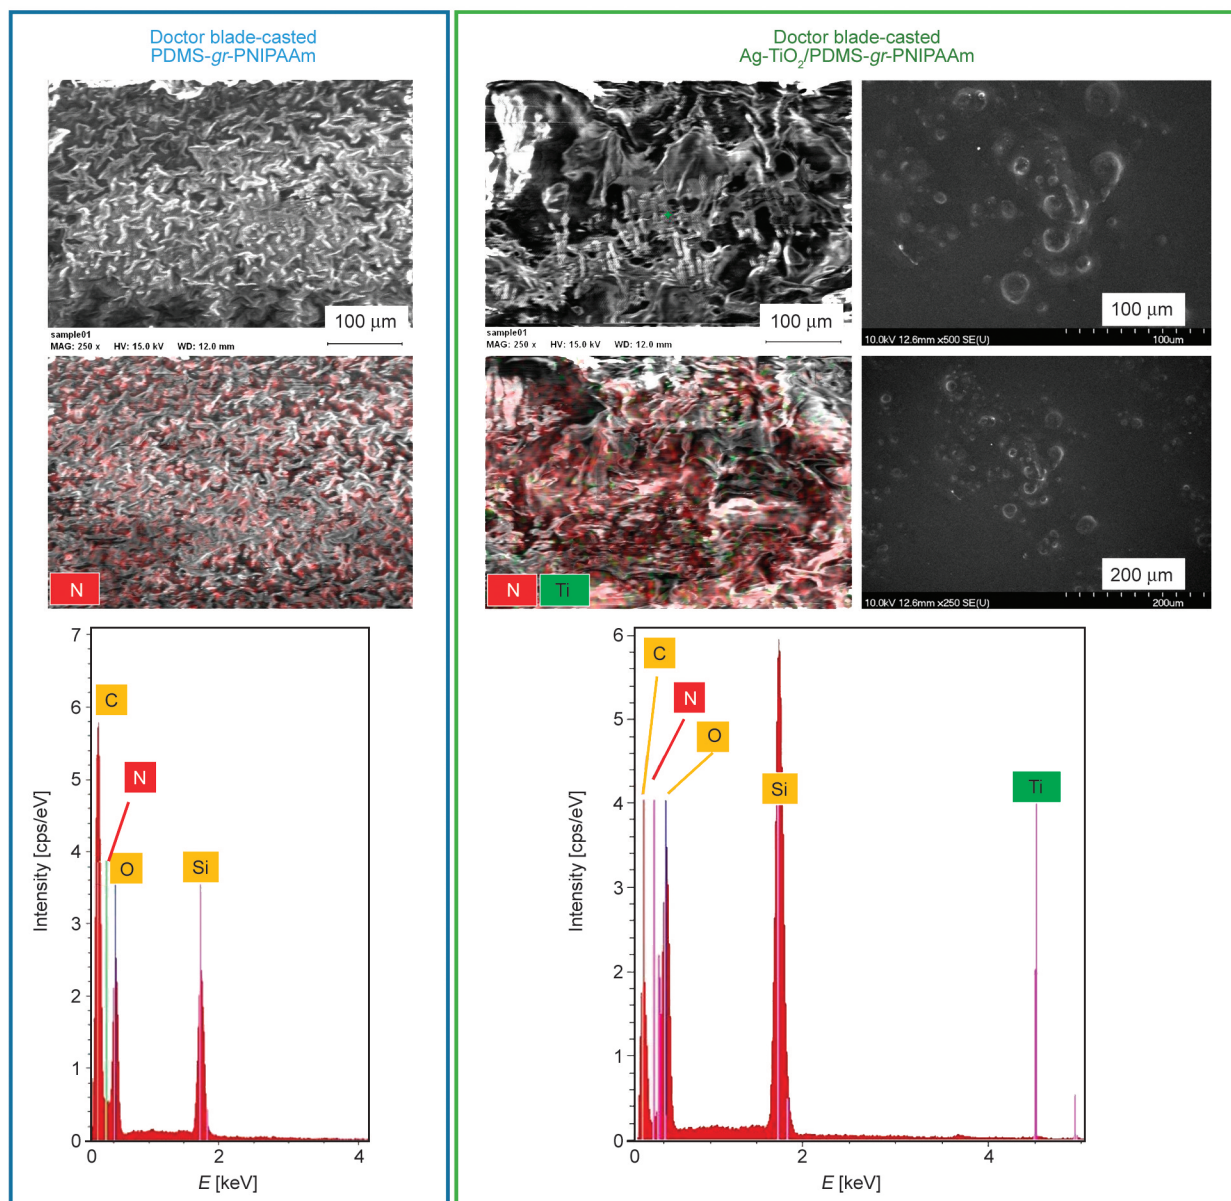 Doctor blade-casted
PDMS-gr-PNIPAAm
100 μm
sample01
MAG: 250 x HV: 15.0 kV WD: 12.0 mm
N
7
6
5
4
3
2
1
0
Intensity [cps/eV]
C
N
O
Si
0 2 4
E [keV]
Doctor blade-casted
Ag-TiO2/PDMS-gr-PNIPAAm
100 μm
sample01
MAG: 250 x HV: 15.0 kV WD: 12.0 mm
100 μm
10.0kV 12.6mm x500 SE(U) 100um
N Ti
200 μm
10.0kV 12.6mm x250 SE(U) 200um
6
5
4
3
2
1
0
Intensity [cps/eV]
C
N
O
Si
Ti
0 2 4
E [keV]